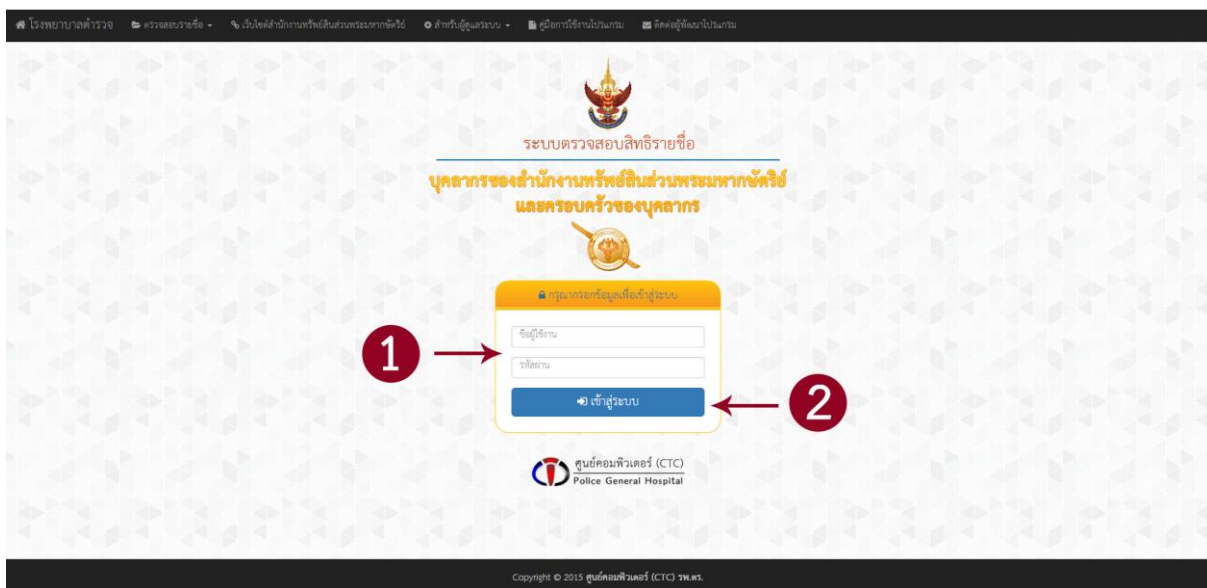 โรงพยาบาลตำรวจ ตรวจสอบรายชื่อ เว็บไซต์สำนักงานทรัพย์สินส่วนพระมหากษัตริย์ สำหรับผู้ดูแลระบบ คู่มือการใช้งานโปรแกรม ติดต่อผู้พัฒนาโปรแกรม
ระบบตรวจสอบสิทธิรายชื่อ
บุคลากรของสำนักงานทรัพย์สินส่วนพระมหากษัตริย์
และครอบครัวของบุคลากร
กรุณากรอกข้อมูลเพื่อเข้าสู่ระบบ
ชื่อผู้ใช้งาน
1
รหัสผ่าน
เข้าสู่ระบบ
2
ศูนย์คอมพิวเตอร์ (CTC)
Police General Hospital
Copyright © 2015 ศูนย์คอมพิวเตอร์ (CTC) รพ.ตร.